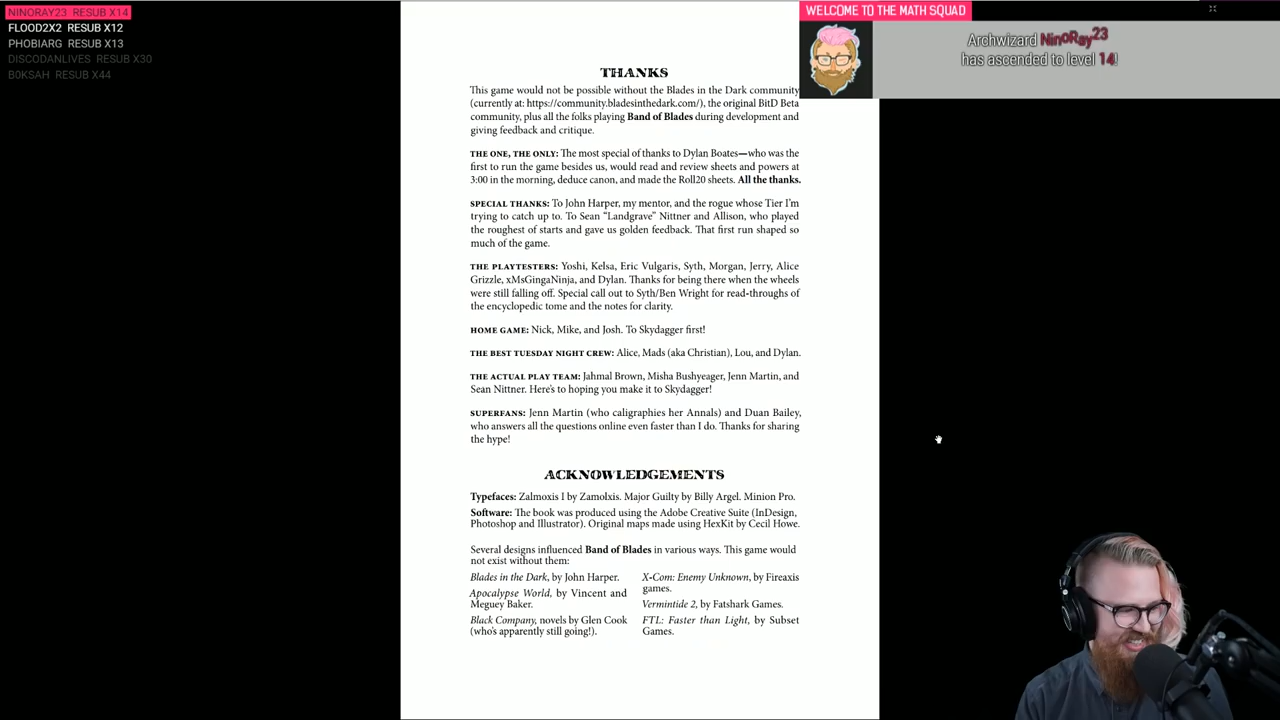 NINORAY23 RESUB X14
FLOOD2X2 RESUB X12
PHOBIARG RESUB X13
DISCODANLIVES RESUB X30
B0KSAH RESUB X44
WELCOME TO THE MATH SQUAD
Archwizard NinoRay23
has ascended to level 14!
THANKS
This game would not be possible without the Blades in the Dark community
(currently at: https://community.bladesinthedark.com/), the original BitD Beta
community, plus all the folks playing Band of Blades during development and
giving feedback and critique.
THE ONE, THE ONLY: The most special of thanks to Dylan Boates—who was the
first to run the game besides us, would read and review sheets and powers at
3:00 in the morning, deduce canon, and made the Roll20 sheets. All the thanks.
SPECIAL THANKS: To John Harper, my mentor, and the rogue whose Tier I'm
trying to catch up to. To Sean “Landgrave” Nittner and Allison, who played
the roughest of starts and gave us golden feedback. That first run shaped so
much of the game.
THE PLAYTESTERS: Yoshi, Kelsa, Eric Vulgaris, Syth, Morgan, Jerry, Alice
Grizzle, xMsGingaNinja, and Dylan. Thanks for being there when the wheels
were still falling off. Special call out to Syth/Ben Wright for read-throughs of
the encyclopedic tome and the notes for clarity.
HOME GAME: Nick, Mike, and Josh. To Skydagger first!
THE BEST TUESDAY NIGHT CREW: Alice, Mads (aka Christian), Lou, and Dylan.
THE ACTUAL PLAY TEAM: Jahmal Brown, Misha Bushyeager, Jenn Martin, and
Sean Nittner. Here's to hoping you make it to Skydagger!
SUPERFANS: Jenn Martin (who caligraphies her Annals) and Duan Bailey,
who answers all the questions online even faster than I do. Thanks for sharing
the hype!
ACKNOWLEDGEMENTS
Typefaces: Zalmoxis I by Zamolxis. Major Guilty by Billy Argel. Minion Pro.
Software: The book was produced using the Adobe Creative Suite (InDesign,
Photoshop and Illustrator). Original maps made using HexKit by Cecil Howe.
Several designs influenced Band of Blades in various ways. This game would
not exist without them:
Blades in the Dark, by John Harper.
Apocalypse World, by Vincent and
Meguey Baker.
Black Company, novels by Glen Cook
(who's apparently still going!).
X-Com: Enemy Unknown, by Fireaxis
games.
Vermintide 2, by Fatshark Games.
FTL: Faster than Light, by Subset
Games.